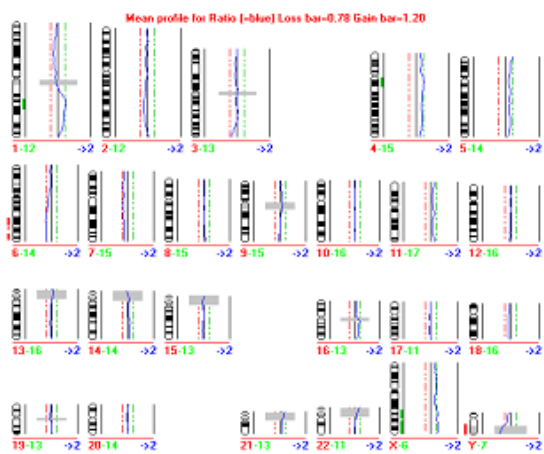 Mean profile for Ratio (=blue) Loss bar=0.78 Gain bar=1.20
1-12 ->2 2-12 ->2 3-13 ->2 4-15 ->2 5-14 ->2
6-14 ->2 7-15 ->2 8-15 ->2 9-15 ->2 10-16 ->2 11-17 ->2 12-16 ->2
13-16 ->2 14-14 ->2 15-13 ->2 16-13 ->2 17-11 ->2 18-16 ->2
19-13 ->2 20-14 ->2 21-13 ->2 22-11 ->2 X-6 ->2 Y-7 ->2